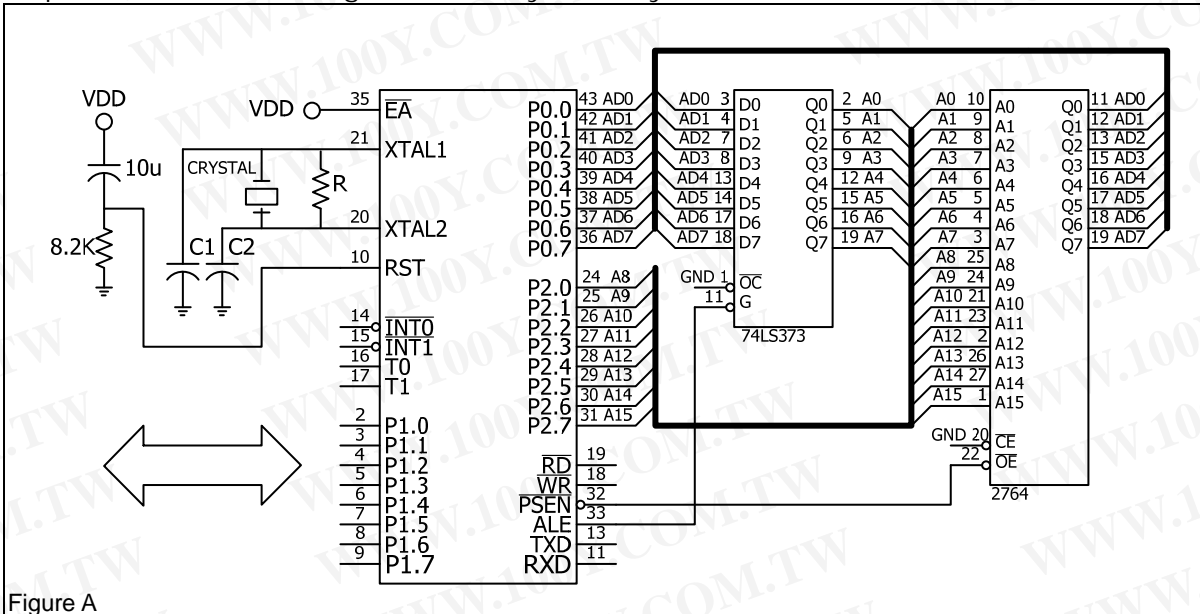 VDD
10u
8.2K
VDD
CRYSTAL
R
C1
C2
35 EA
21 XTAL1
20 XTAL2
10 RST
14 INT0
15 INT1
16 T0
17 T1
2 P1.0
3 P1.1
4 P1.2
5 P1.3
6 P1.4
7 P1.5
8 P1.6
9 P1.7
P0.0 43 AD0
P0.1 42 AD1
P0.2 41 AD2
P0.3 40 AD3
P0.4 39 AD4
P0.5 38 AD5
P0.6 37 AD6
P0.7 36 AD7
P2.0 24 A8
P2.1 25 A9
P2.2 26 A10
P2.3 27 A11
P2.4 28 A12
P2.5 29 A13
P2.6 30 A14
P2.7 31 A15
RD 19
WR 18
PSEN 32
ALE 33
TXD 13
RXD 11
AD0 3 D0 Q0 2 A0
AD1 4 D1 Q1 5 A1
AD2 7 D2 Q2 6 A2
AD3 8 D3 Q3 9 A3
AD4 13 D4 Q4 12 A4
AD5 14 D5 Q5 15 A5
AD6 17 D6 Q6 16 A6
AD7 18 D7 Q7 19 A7
GND 1 OC
11 G
74LS373
A0 10 A0 Q0 11 AD0
A1 9 A1 Q1 12 AD1
A2 8 A2 Q2 13 AD2
A3 7 A3 Q3 15 AD3
A4 6 A4 Q4 16 AD4
A5 5 A5 Q5 17 AD5
A6 4 A6 Q6 18 AD6
A7 3 A7 Q7 19 AD7
A8 25 A8
A9 24 A9
A10 21 A10
A11 23 A11
A12 2 A12
A13 26 A13
A14 27 A14
A15 1 A15
GND 20 CE
22 OE
2764
Figure A
WWW.100Y.COM.TW